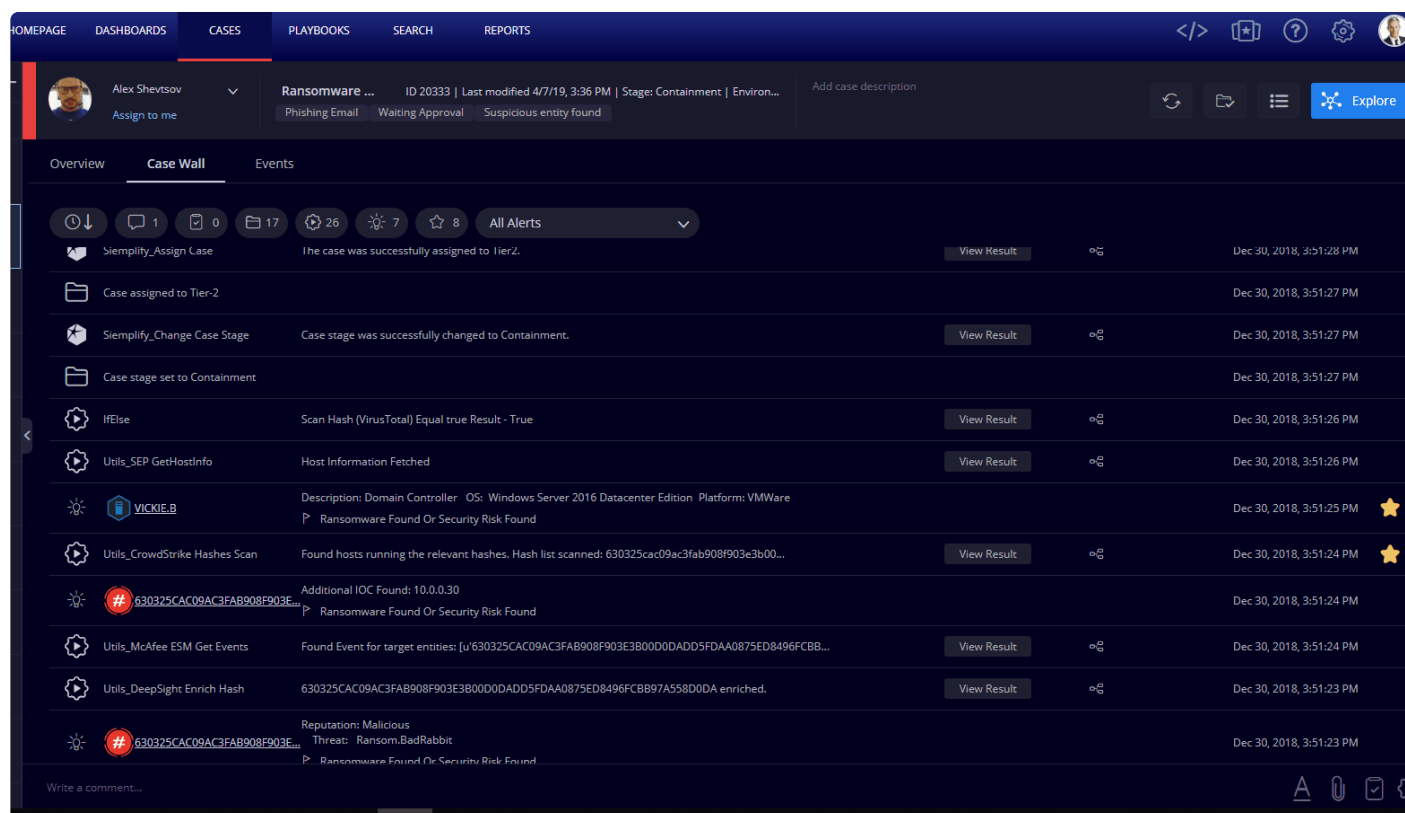 HOMEPAGE DASHBOARDS CASES PLAYBOOKS SEARCH REPORTS
Alex Shevtsov
Assign to me
Ransomware ... ID 20333 | Last modified 4/7/19, 3:36 PM | Stage: Containment | Environ...
Phishing Email Waiting Approval Suspicious entity found
Add case description
Explore
Overview Case Wall Events
1 0 17 26 7 8 All Alerts
Siemplify_Assign Case The case was successfully assigned to Tier2. View Result Dec 30, 2018, 3:51:28 PM
Case assigned to Tier-2 Dec 30, 2018, 3:51:27 PM
Siemplify_Change Case Stage Case stage was successfully changed to Containment. View Result Dec 30, 2018, 3:51:27 PM
Case stage set to Containment Dec 30, 2018, 3:51:27 PM
IfElse Scan Hash (VirusTotal) Equal true Result - True View Result Dec 30, 2018, 3:51:26 PM
Utils_SEP GetHostInfo Host Information Fetched View Result Dec 30, 2018, 3:51:26 PM
Description: Domain Controller OS: Windows Server 2016 Datacenter Edition Platform: VMWare
VICKIE.B Dec 30, 2018, 3:51:25 PM
Ransomware Found Or Security Risk Found
Utils_CrowdStrike Hashes Scan Found hosts running the relevant hashes. Hash list scanned: 630325cac09ac3fab908f903e3b00... View Result Dec 30, 2018, 3:51:24 PM
Additional IOC Found: 10.0.0.30
# 630325CAC09AC3FAB908F903E... Dec 30, 2018, 3:51:24 PM
Ransomware Found Or Security Risk Found
Utils_McAfee ESM Get Events Found Event for target entities: [u'630325CAC09AC3FAB908F903E3B00D0DADD5FDAA0875ED8496FCBB... View Result Dec 30, 2018, 3:51:24 PM
Utils_DeepSight Enrich Hash 630325CAC09AC3FAB908F903E3B00D0DADD5FDAA0875ED8496FCBB97A558D0DA enriched. View Result Dec 30, 2018, 3:51:23 PM
Reputation: Malicious
# 630325CAC09AC3FAB908F903E... Threat: Ransom.BadRabbit Dec 30, 2018, 3:51:23 PM
Ransomware Found Or Security Risk Found
Write a comment... A